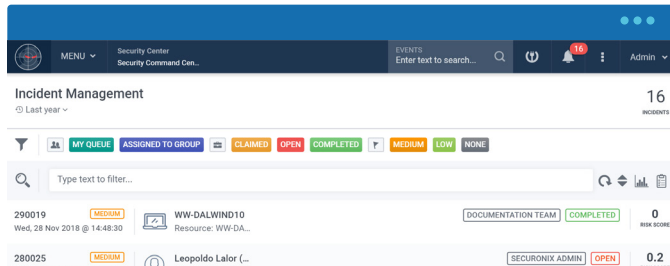 MENU
Security Center
Security Command Cen..
EVENTS
Enter text to search...
16
Admin
Incident Management
Last year
16
INCIDENTS
MY QUEUE ASSIGNED TO GROUP CLAIMED OPEN COMPLETED MEDIUM LOW NONE
Type text to filter...
290019 MEDIUM WW-DALWIND10 DOCUMENTATION TEAM COMPLETED 0
Wed, 28 Nov 2018 @ 14:48:30 Resource: WW-DA... RISK SCORE
280025 MEDIUM Leopoldo Lalor (... SECURONIX ADMIN OPEN 0.2